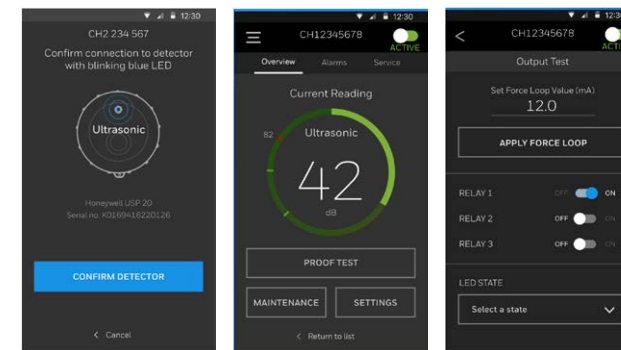 12:30
CH2 234 567
Confirm connection to detector
with blinking blue LED
Ultrasonic
Honeywell USP 20
Serial no. K0169416220126
CONFIRM DETECTOR
< Cancel
12:30
CH12345678
ACTIVE
Overview Alarms Service
Current Reading
82
Ultrasonic
42
dB
PROOF TEST
MAINTENANCE SETTINGS
< Return to list
12:30
< CH12345678
ACTI
Output Test
Set Force Loop Value (mA)
12.0
APPLY FORCE LOOP
RELAY 1 OFF ON
RELAY 2 OFF ON
RELAY 3 OFF ON
LED STATE
Select a state